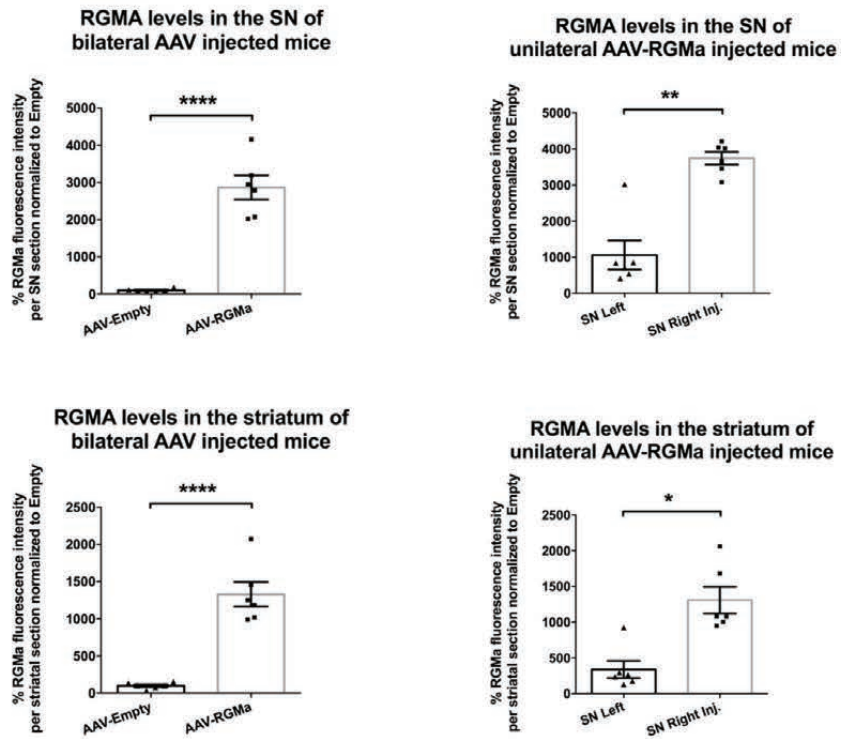 RGMA levels in the SN of
bilateral AAV injected mice
% RGMa fluorescence intensity
per SN section normalized to Empty
****
5000
4000
3000
2000
1000
0
AAV-Empty
AAV-RGMa
RGMA levels in the SN of
unilateral AAV-RGMa injected mice
% RGMa fluorescence intensity
per SN section normalized to Empty
**
5000
4000
3000
2000
1000
0
SN Left
SN Right Inj.
RGMA levels in the striatum of
bilateral AAV injected mice
% RGMa fluorescence intensity
per striatal section normalized to Empty
****
2500
2000
1500
1000
500
0
AAV-Empty
AAV-RGMa
RGMA levels in the striatum of
unilateral AAV-RGMa injected mice
% RGMa fluorescence intensity
per striatal section normalized to Empty
*
2500
2000
1500
1000
500
0
SN Left
SN Right Inj.